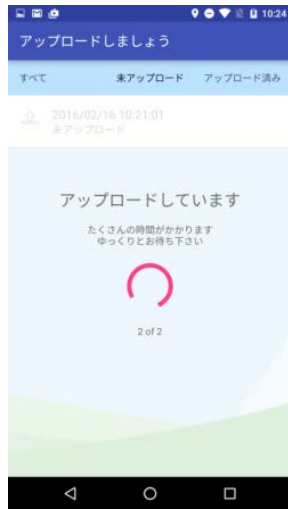 10:24
アップロードしましょう
すべて 未アップロード アップロード済み
2016/02/16 10:21:01
未アップロード
アップロードしています
たくさんの時間がかかります
ゆっくりとお待ち下さい
2 of 2